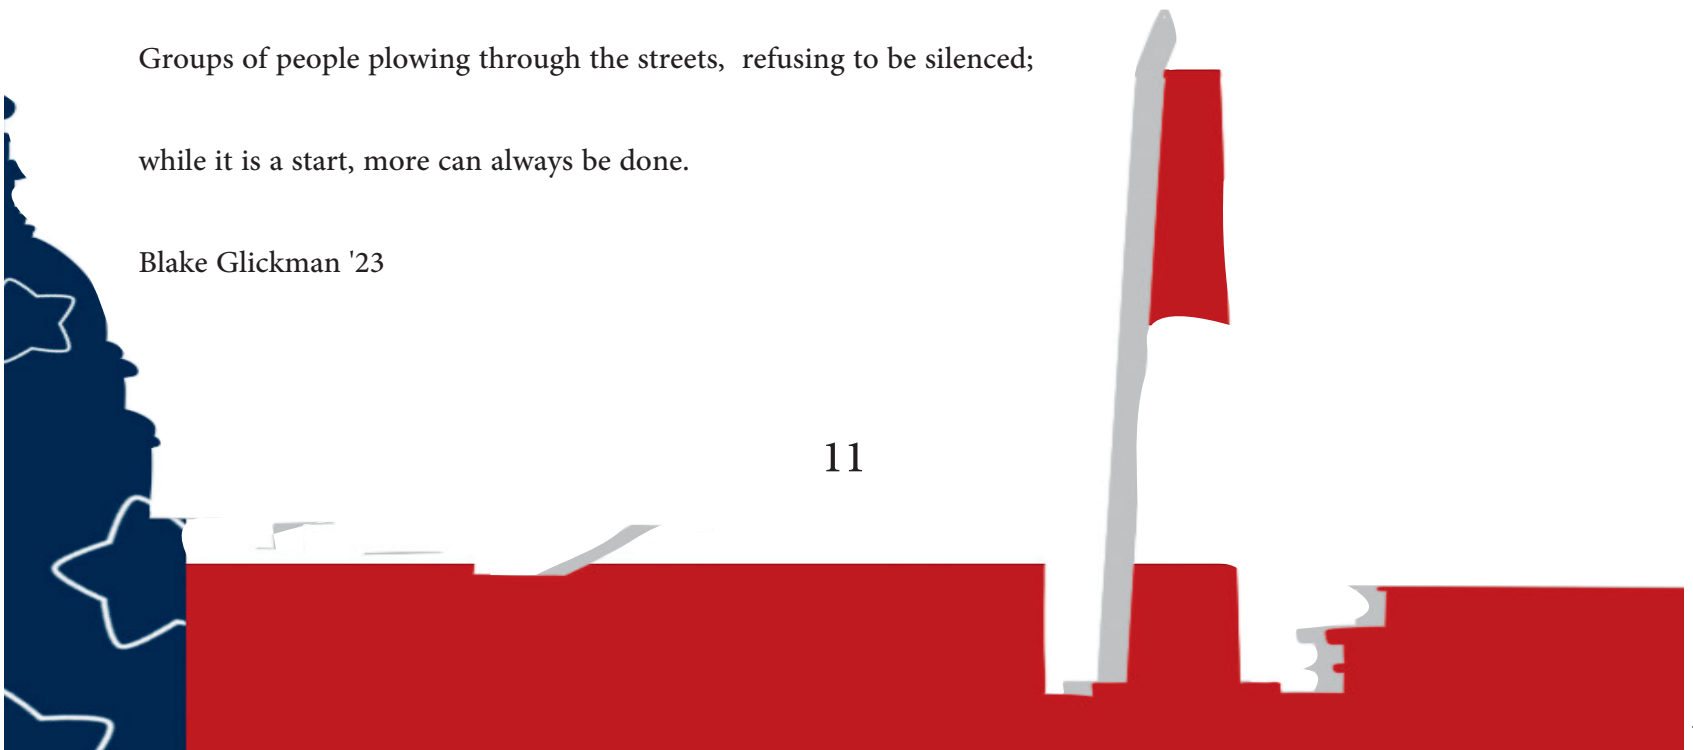 Groups of people plowing through the streets,  refusing to be silenced;
while it is a start, more can always be done.
Blake Glickman '23
11